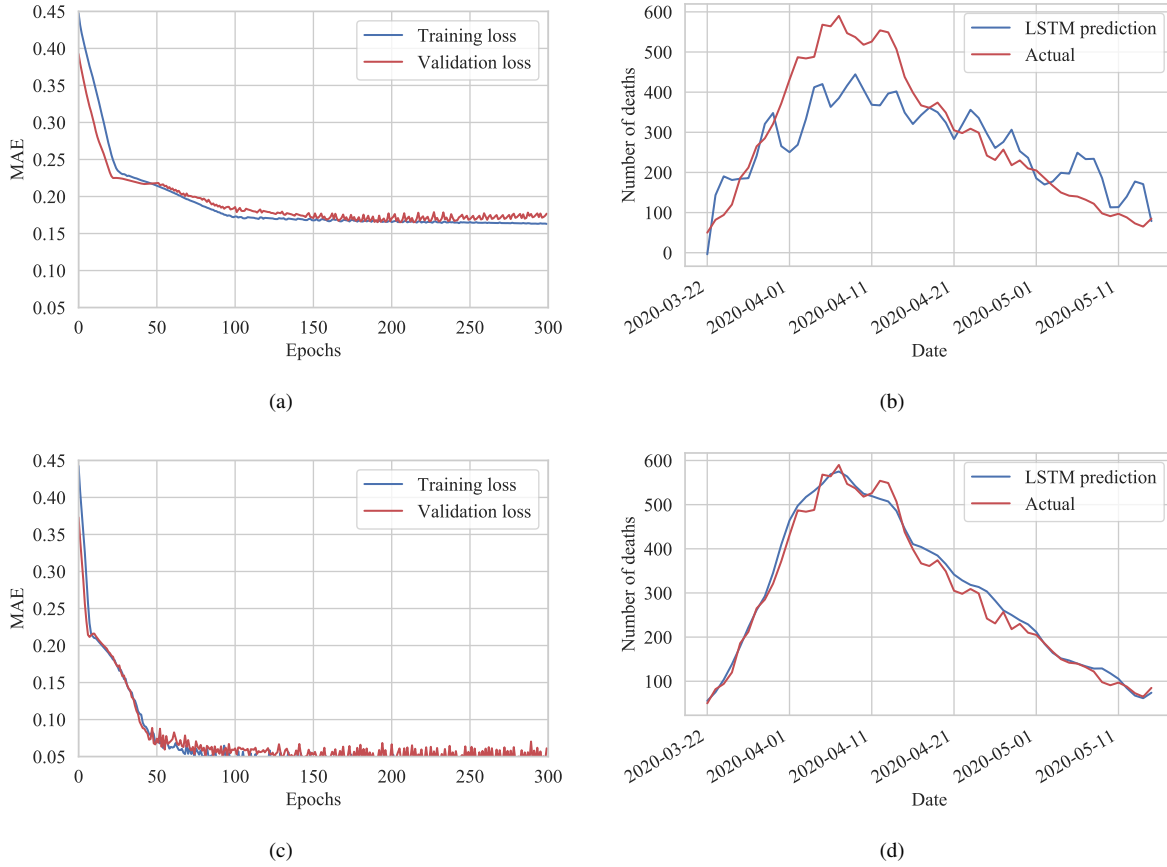 0.45
0.40
0.35
0.30
0.25
0.20
0.15
0.10
0.05
MAE
0 50 100 150 200 250 300
Epochs
Training loss
Validation loss
(a)
600
500
400
300
200
100
0
Number of deaths
2020-03-22 2020-04-01 2020-04-11 2020-04-21 2020-05-01 2020-05-11
Date
LSTM prediction
Actual
(b)
0.45
0.40
0.35
0.30
0.25
0.20
0.15
0.10
0.05
MAE
0 50 100 150 200 250 300
Epochs
Training loss
Validation loss
(c)
600
500
400
300
200
100
Number of deaths
2020-03-22 2020-04-01 2020-04-11 2020-04-21 2020-05-01 2020-05-11
Date
LSTM prediction
Actual
(d)